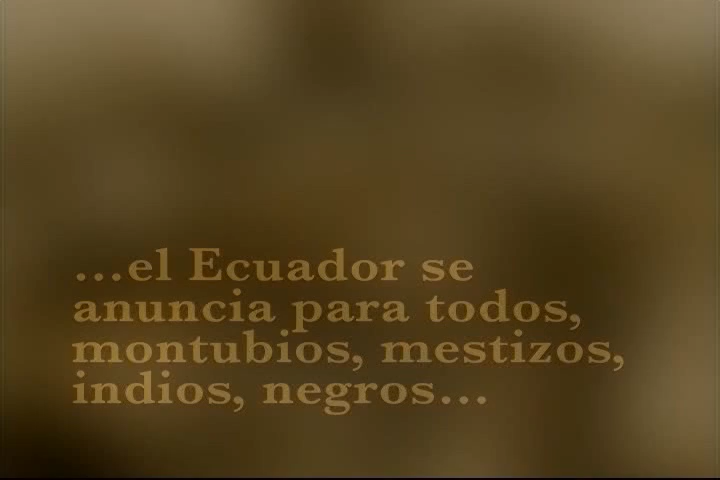 ...el Ecuador se
anuncia para todos,
montubios, mestizos,
indios, negros...